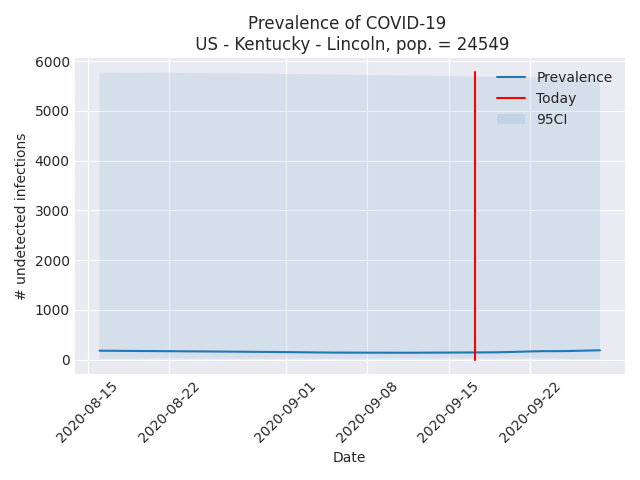 Prevalence of COVID-19
US - Kentucky - Lincoln, pop. = 24549
6000
5000
4000
3000
2000
1000
0
# undetected infections
Prevalence
Today
95CI
2020-08-15
2020-08-22
2020-09-01
2020-09-08
2020-09-15
2020-09-22
Date